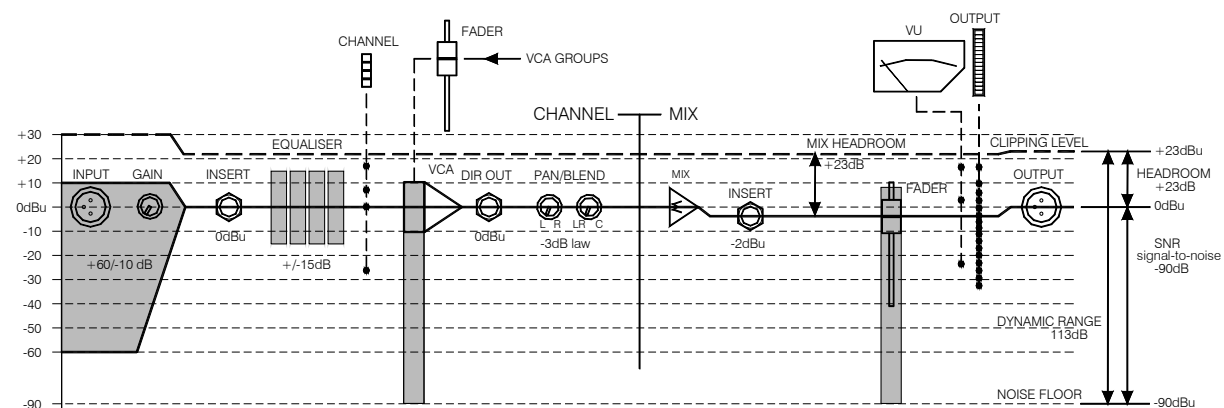 OUTPUT
VU
FADER
CHANNEL
VCA GROUPS
CHANNEL
MIX
+30
EQUALISER
MIX HEADROOM
+23dB
CLIPPING LEVEL
+23dBu
+20
INPUT
GAIN
INSERT
VCA
DIR OUT
PAN/BLEND
MIX
INSERT
FADER
OUTPUT
HEADROOM
+23dB
+10
0dBu
0dBu
L R
LR C
-10
0dBu
0dBu
-3dB law
-2dBu
SNR
signal-to-noise
-90dB
-20
+60/-10 dB
+/-15dB
-30
-40
-50
DYNAMIC RANGE
113dB
-60
-90
NOISE FLOOR
-90dBu